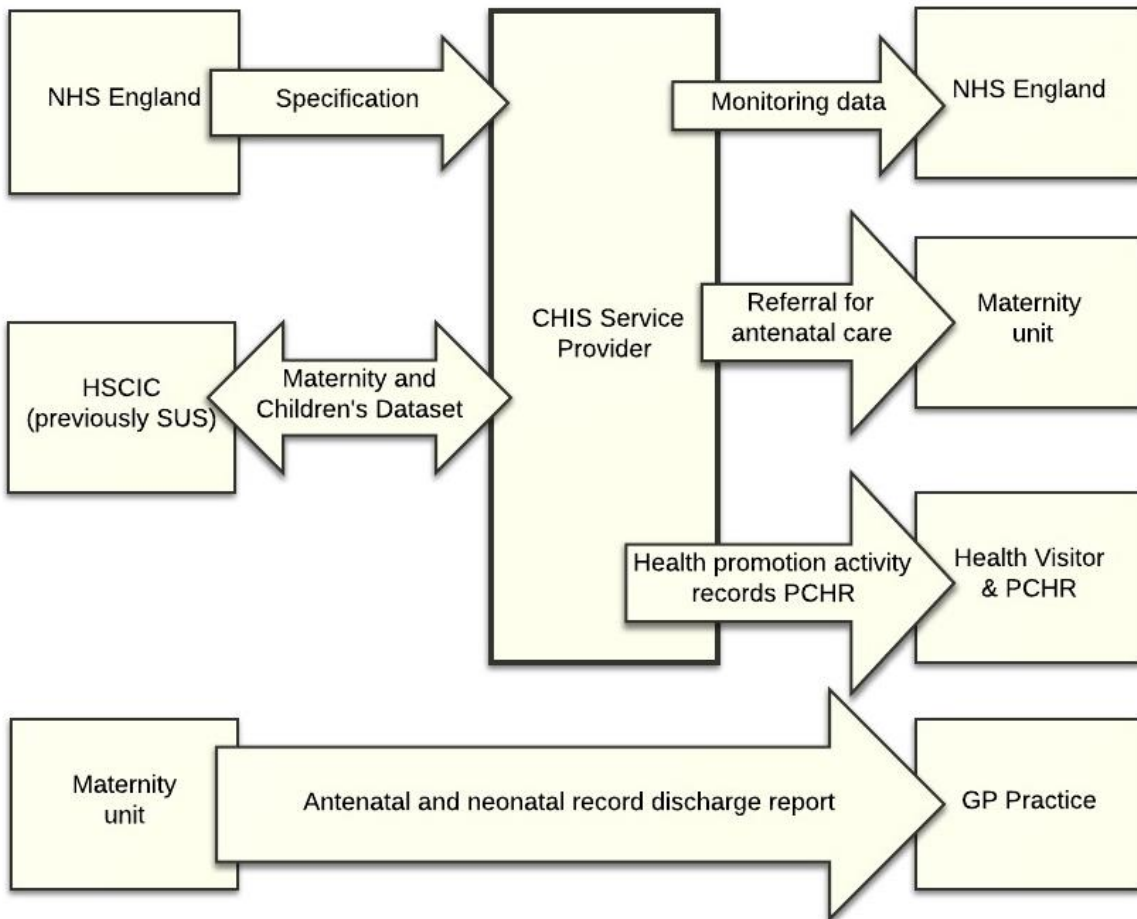 NHS England
Specification
Monitoring data
NHS England
HSCIC
(previously SUS)
Maternity and
Children's Dataset
CHIS Service
Provider
Referral for
antenatal care
Maternity
unit
Health promotion activity
records PCHR
Health Visitor
& PCHR
Maternity
unit
Antenatal and neonatal record discharge report
GP Practice